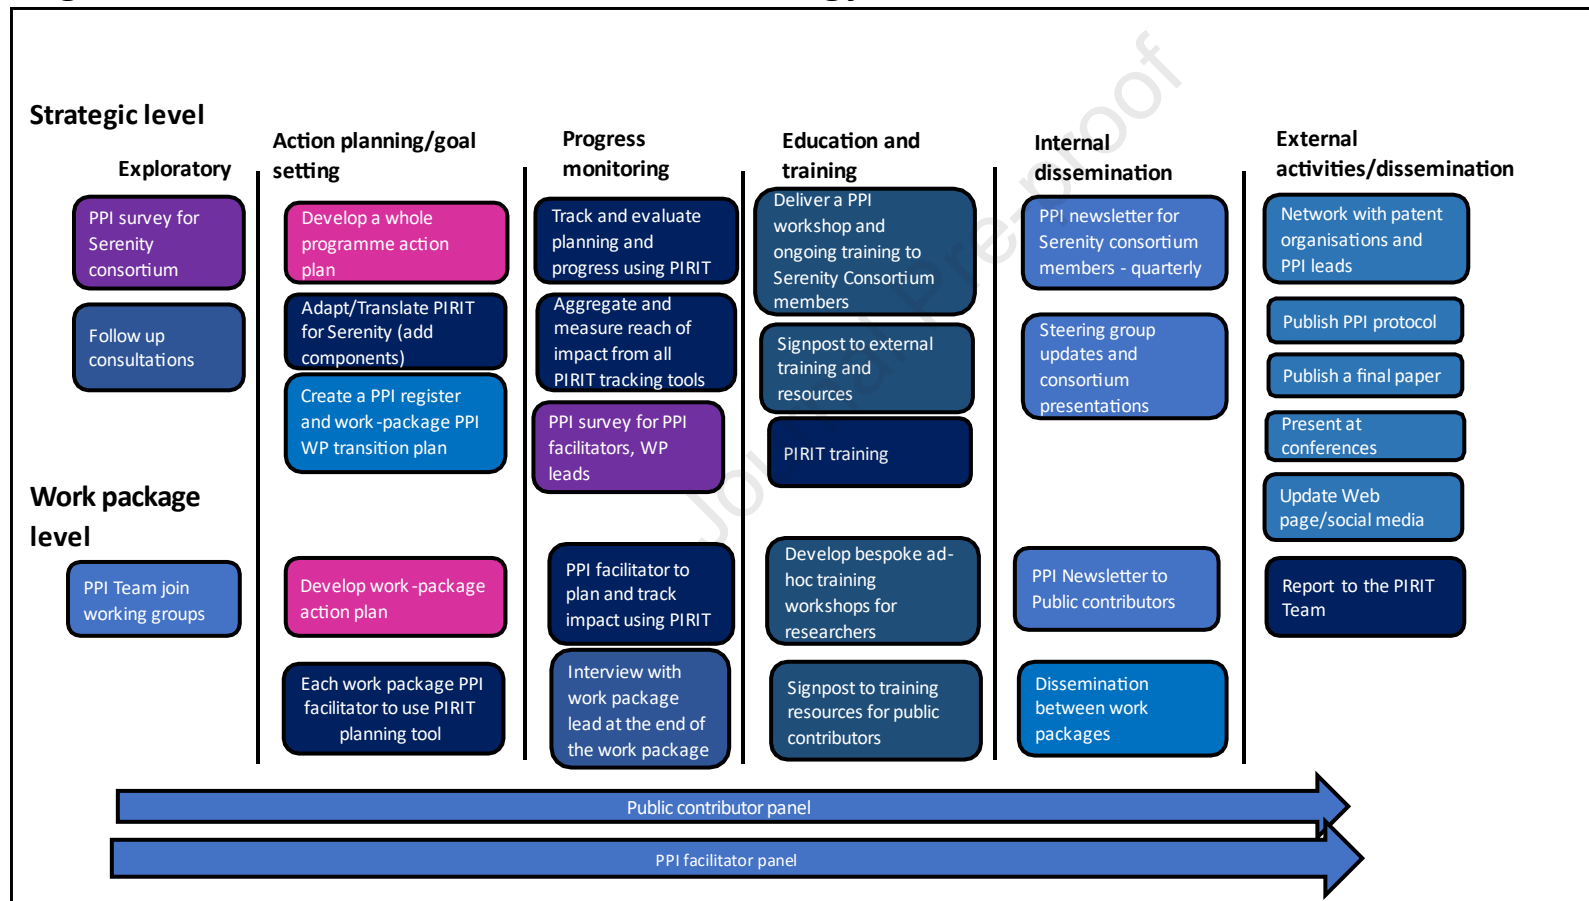 Strategic level
Exploratory
PPI survey for
Serenity
consortium
Follow up
consultations
Action planning/goal
setting
Develop a whole
programme action
plan
Adapt/Translate PIRIT
for Serenity (add
components)
Create a PPI register
and work-package PPI
WP transition plan
Progress
monitoring
Track and evaluate
planning and
progress using PIRIT
Aggregate and
measure reach of
impact from all
PIRIT tracking tools
PPI survey for PPI
facilitators, WP
leads
Education and
training
Deliver a PPI
workshop and
ongoing training to
Serenity Consortium
members
Signpost to external
training and
resources
PIRIT training
Internal
dissemination
PPI newsletter for
Serenity consortium
members - quarterly
Steering group
updates and
consortium
presentations
External
activities/dissemination
Network with patent
organisations and
PPI leads
Publish PPI protocol
Publish a final paper
Present at
conferences
Update Web
page/social media
Report to the PIRIT
Team
Work package
level
PPI Team join
working groups
Develop work-package
action plan
Each work package PPI
facilitator to use PIRIT
planning tool
PPI facilitator to
plan and track
impact using PIRIT
Interview with
work package
lead at the end of
the work package
Develop bespoke ad-
hoc training
workshops for
researchers
Signpost to training
resources for public
contributors
PPI Newsletter to
Public contributors
Dissemination
between work
packages
Public contributor panel
PPI facilitator panel
Journal Pre-proof